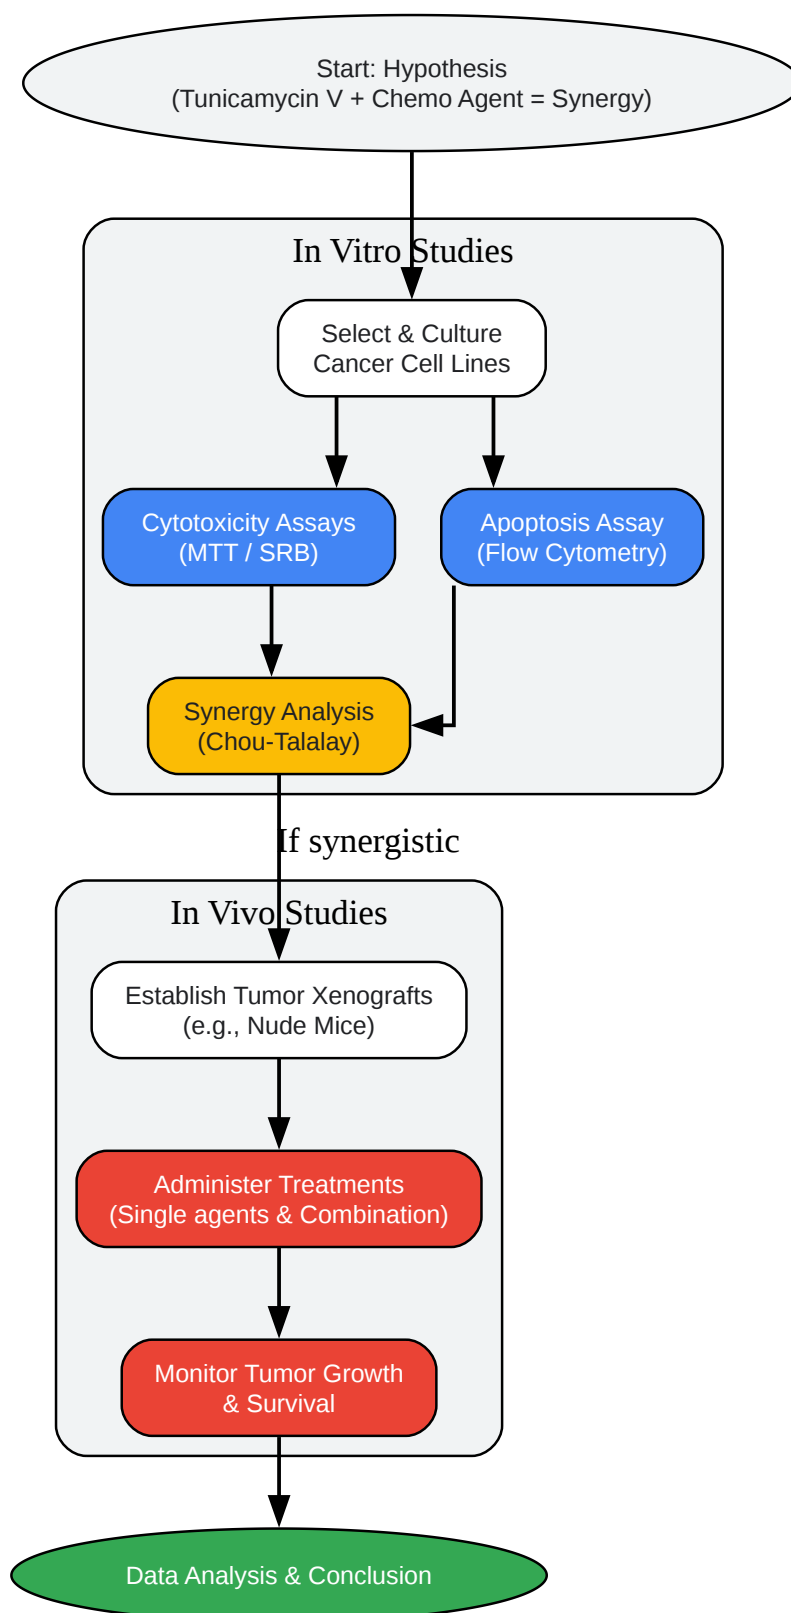 Start: Hypothesis
(Tunicamycin V + Chemo Agent = Synergy)
In Vitro Studies
Select & Culture
Cancer Cell Lines
Cytotoxicity Assays
(MTT / SRB)
Apoptosis Assay
(Flow Cytometry)
Synergy Analysis
(Chou-Talalay)
If synergistic
In Vivo Studies
Establish Tumor Xenografts
(e.g., Nude Mice)
Administer Treatments
(Single agents & Combination)
Monitor Tumor Growth
& Survival
Data Analysis & Conclusion